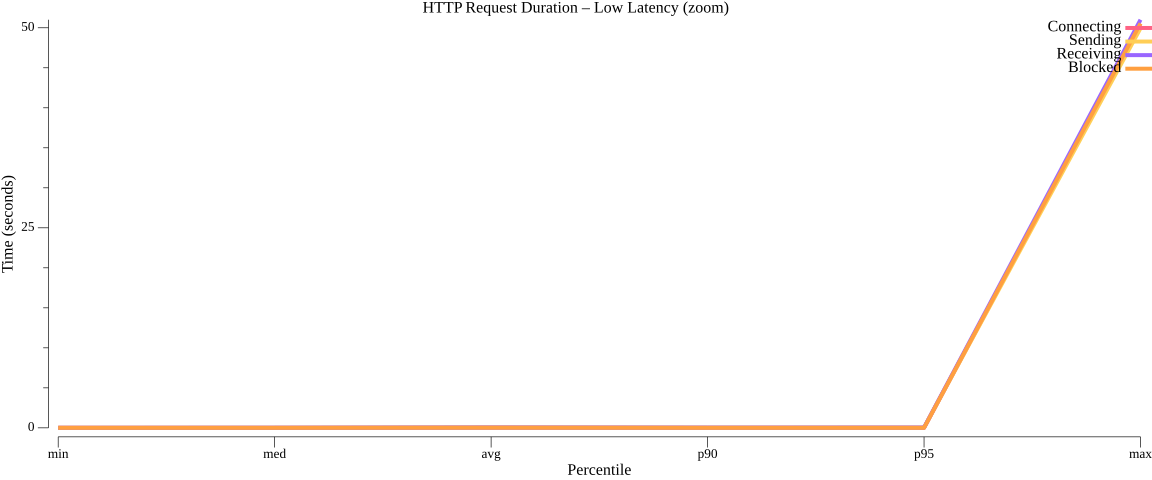 HTTP Request Duration – Low Latency (zoom)
Connecting
Sending
Receiving
Blocked
50
25
0
Time (seconds)
min med avg p90 p95 max
Percentile